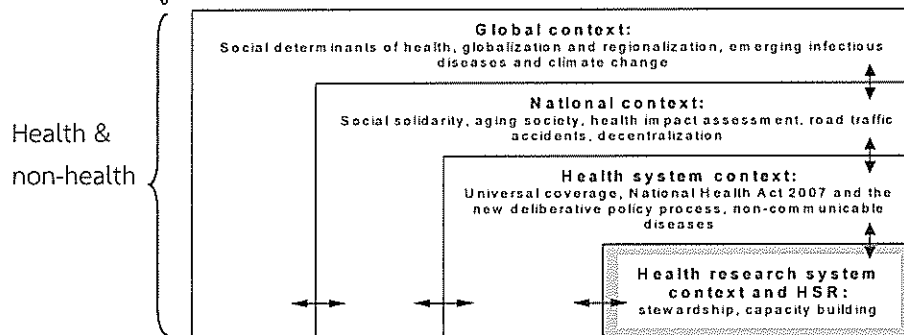 Global context:
Social determinants of health, globalization and regionalization, emerging infectious
diseases and climate change
National context:
Social solidarity, aging society, health impact assessment, road traffic
accidents, decentralization
Health &
non-health
Health system context:
Universal coverage, National Health Act 2007 and the
new deliberative policy process, non-communicable
diseases
Health research system
context and HSR:
stewardship, capacity building